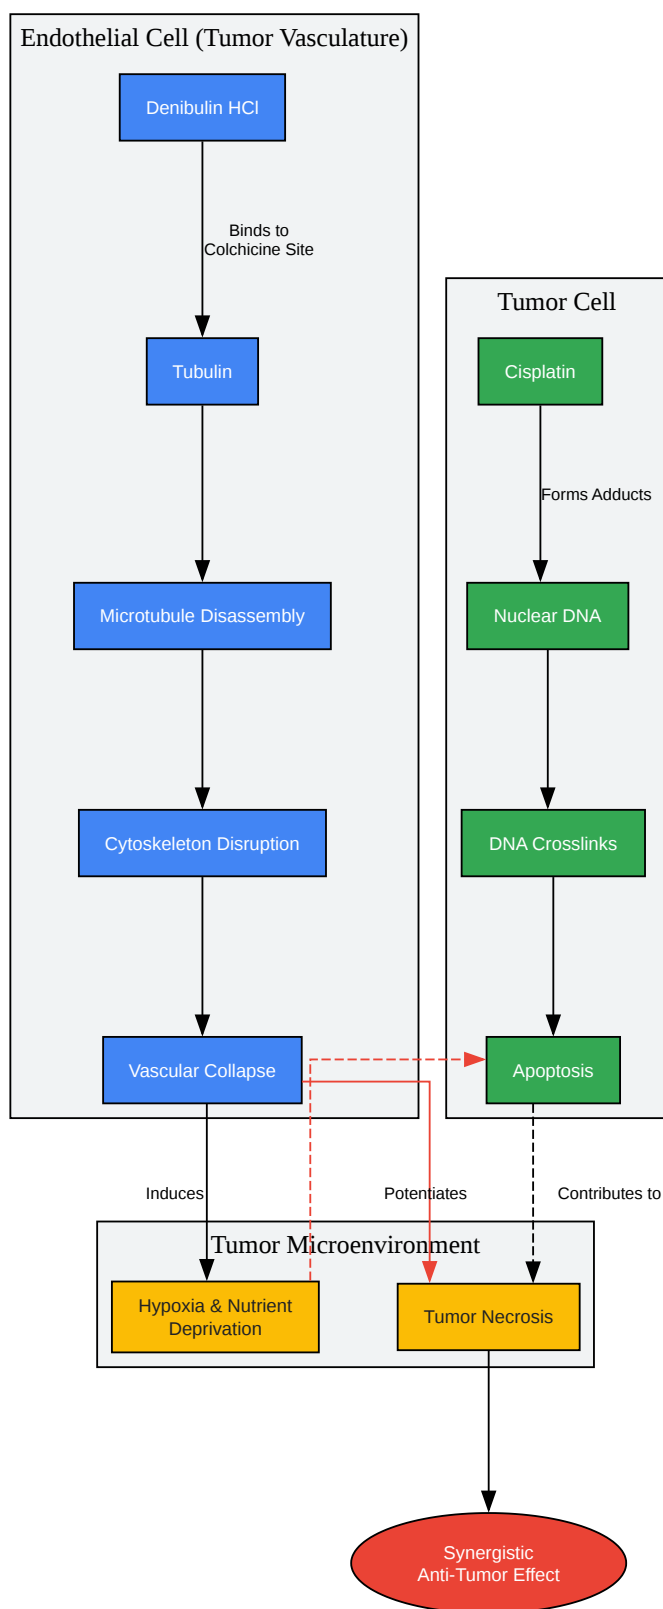 Endothelial Cell (Tumor Vasculature)
Denibulin HCl
Binds to
Colchicine Site
Tumor Cell
Tubulin
Cisplatin
Forms Adducts
Microtubule Disassembly
Nuclear DNA
Cytoskeleton Disruption
DNA Crosslinks
Vascular Collapse
Apoptosis
Induces
Potentiates
Contributes to
Tumor Microenvironment
Hypoxia & Nutrient
Deprivation
Tumor Necrosis
Synergistic
Anti-Tumor Effect